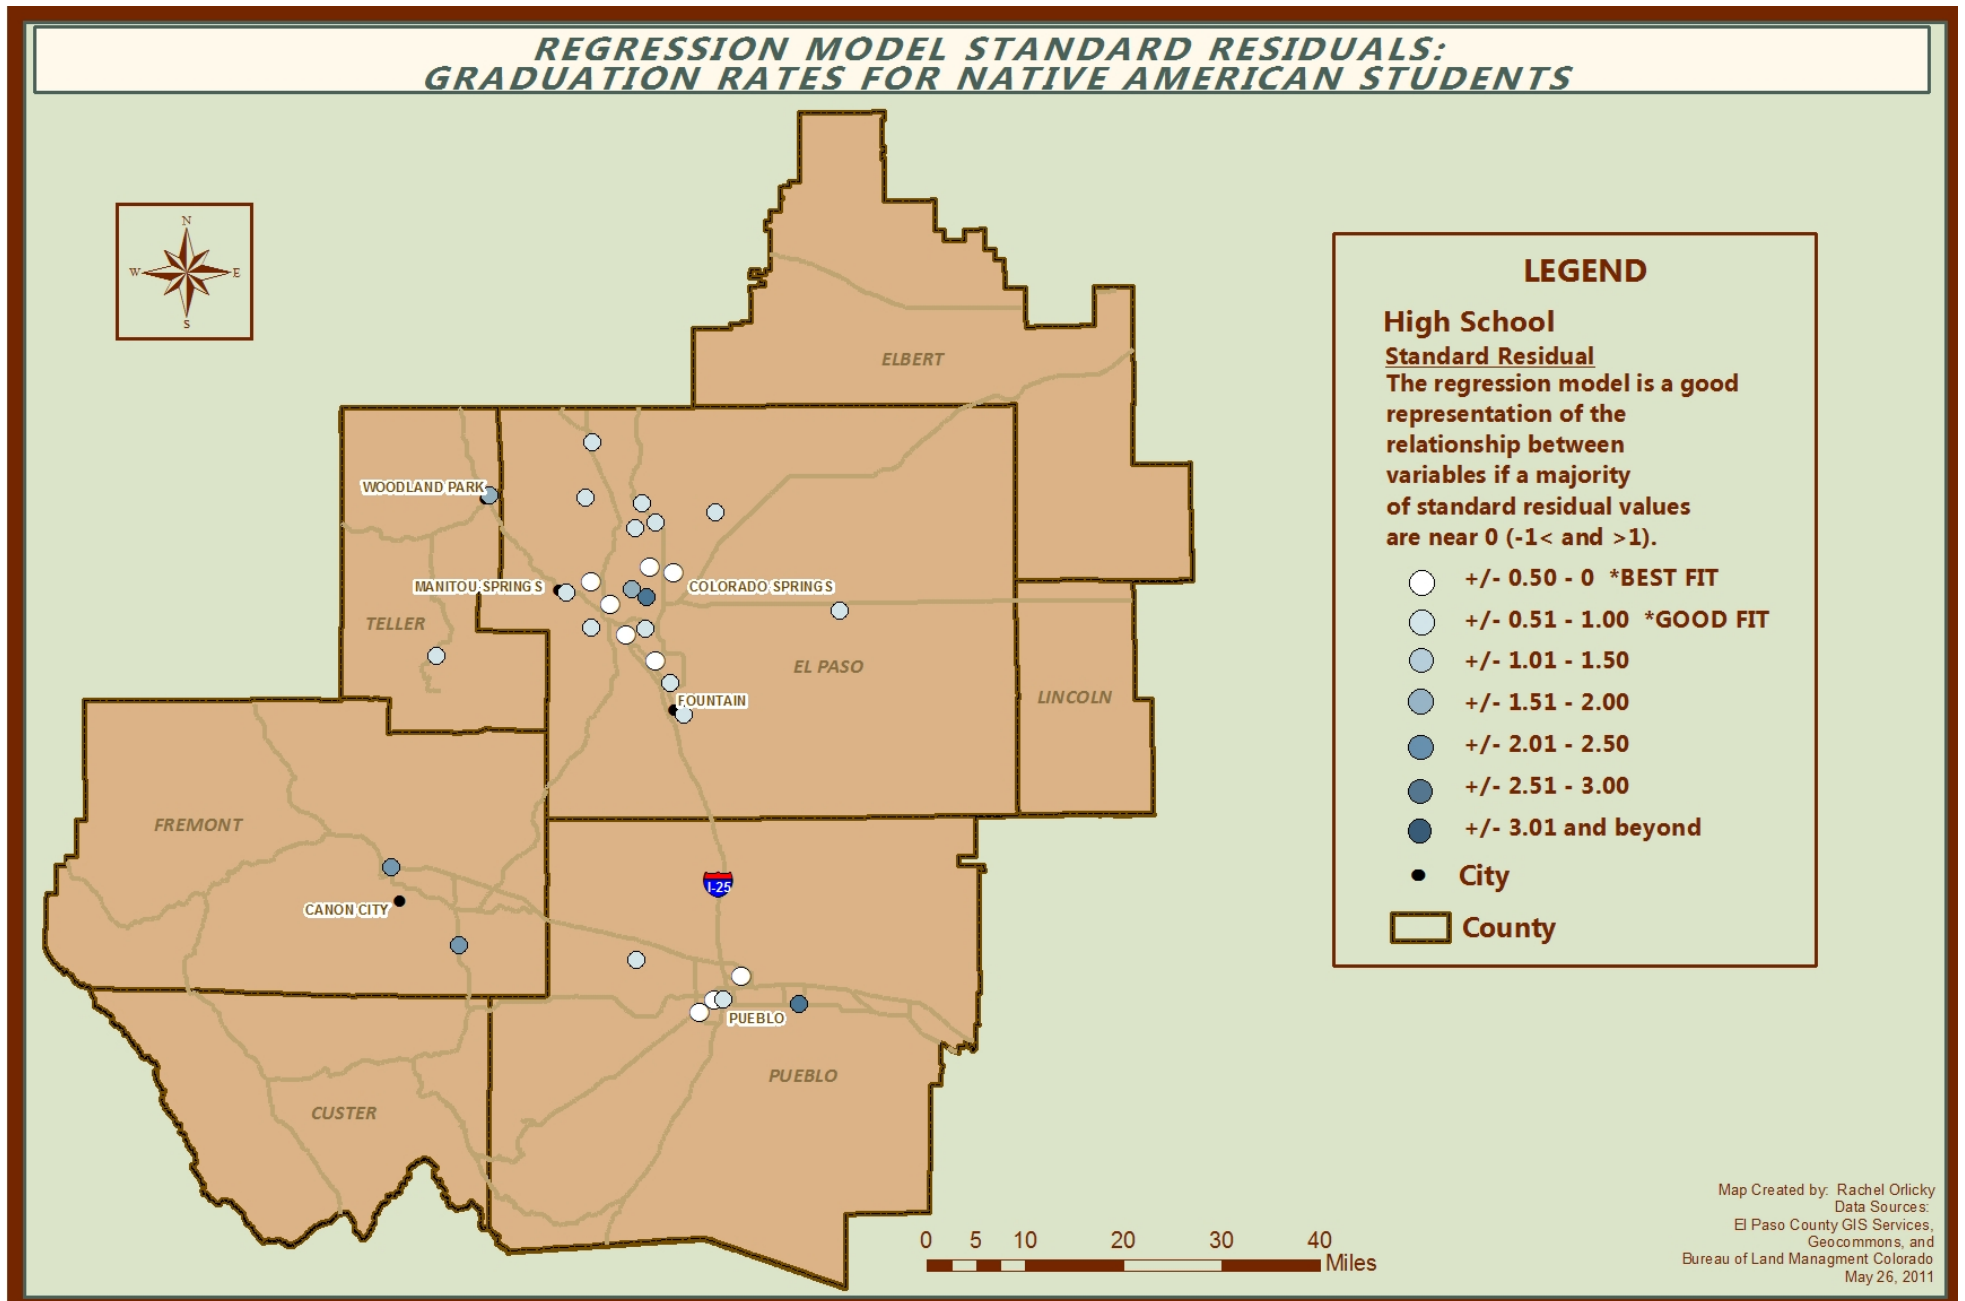 REGRESSION MODEL STANDARD RESIDUALS:
GRADUATION RATES FOR NATIVE AMERICAN STUDENTS
N
W
E
S
LEGEND
High School
Standard Residual
The regression model is a good
representation of the
relationship between
variables if a majority
of standard residual values
are near 0 (-1< and >1).
+/- 0.50 - 0 *BEST FIT
+/- 0.51 - 1.00 *GOOD FIT
+/- 1.01 - 1.50
+/- 1.51 - 2.00
+/- 2.01 - 2.50
+/- 2.51 - 3.00
+/- 3.01 and beyond
City
County
ELBERT
WOODLAND PARK
MANITOU SPRINGS
COLORADO SPRINGS
TELLER
EL PASO
LINCOLN
FOUNTAIN
FREMONT
I-25
CANON CITY
PUEBLO
PUEBLO
CUSTER
0 5 10 20 30 40
Miles
Map Created by: Rachel Orlicky
Data Sources:
El Paso County GIS Services,
Geocommons, and
Bureau of Land Managment Colorado
May 26, 2011